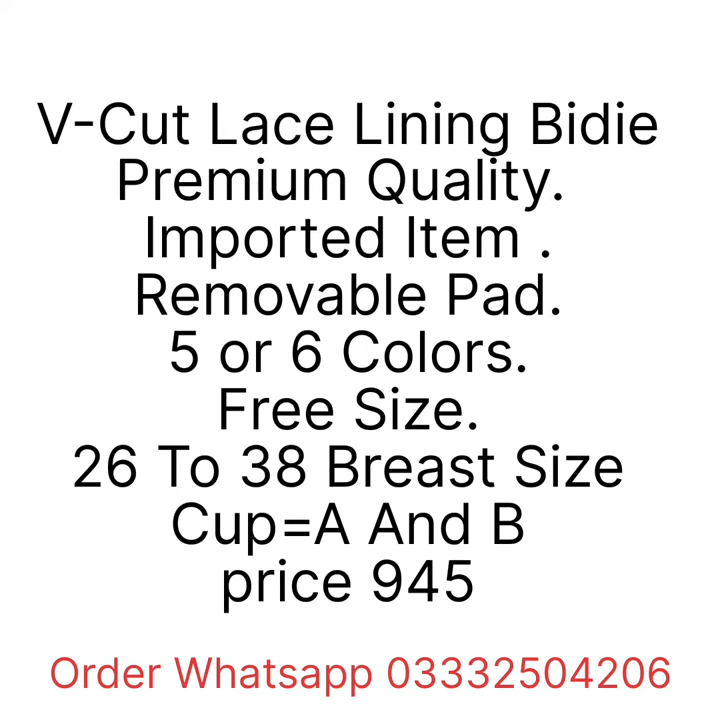 V-Cut Lace Lining Bidie
Premium Quality.
Imported Item .
Removable Pad.
5 or 6 Colors.
Free Size.
26 To 38 Breast Size
Cup=A And B
price 945
Order Whatsapp 03332504206